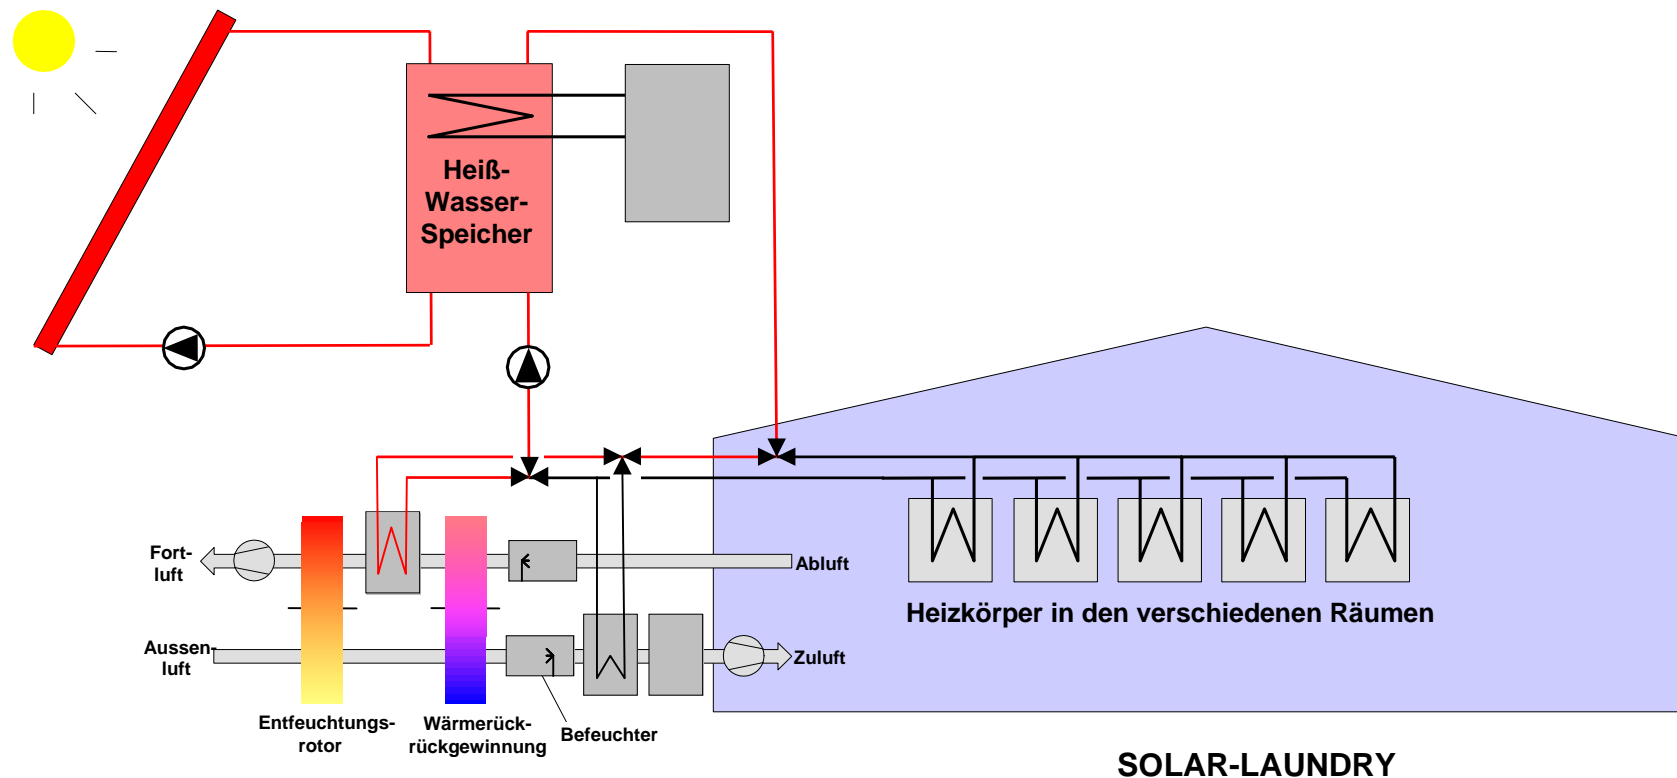 Heiß-
Wasser-
Speicher
Fort-
luft
Abluft
Heizkörper in den verschiedenen Räumen
Aussen-
luft
Zuluft
Entfeuchtungs-
rotor
Wärmerück-
rückgewinnung
Befeuchter
SOLAR-LAUNDRY